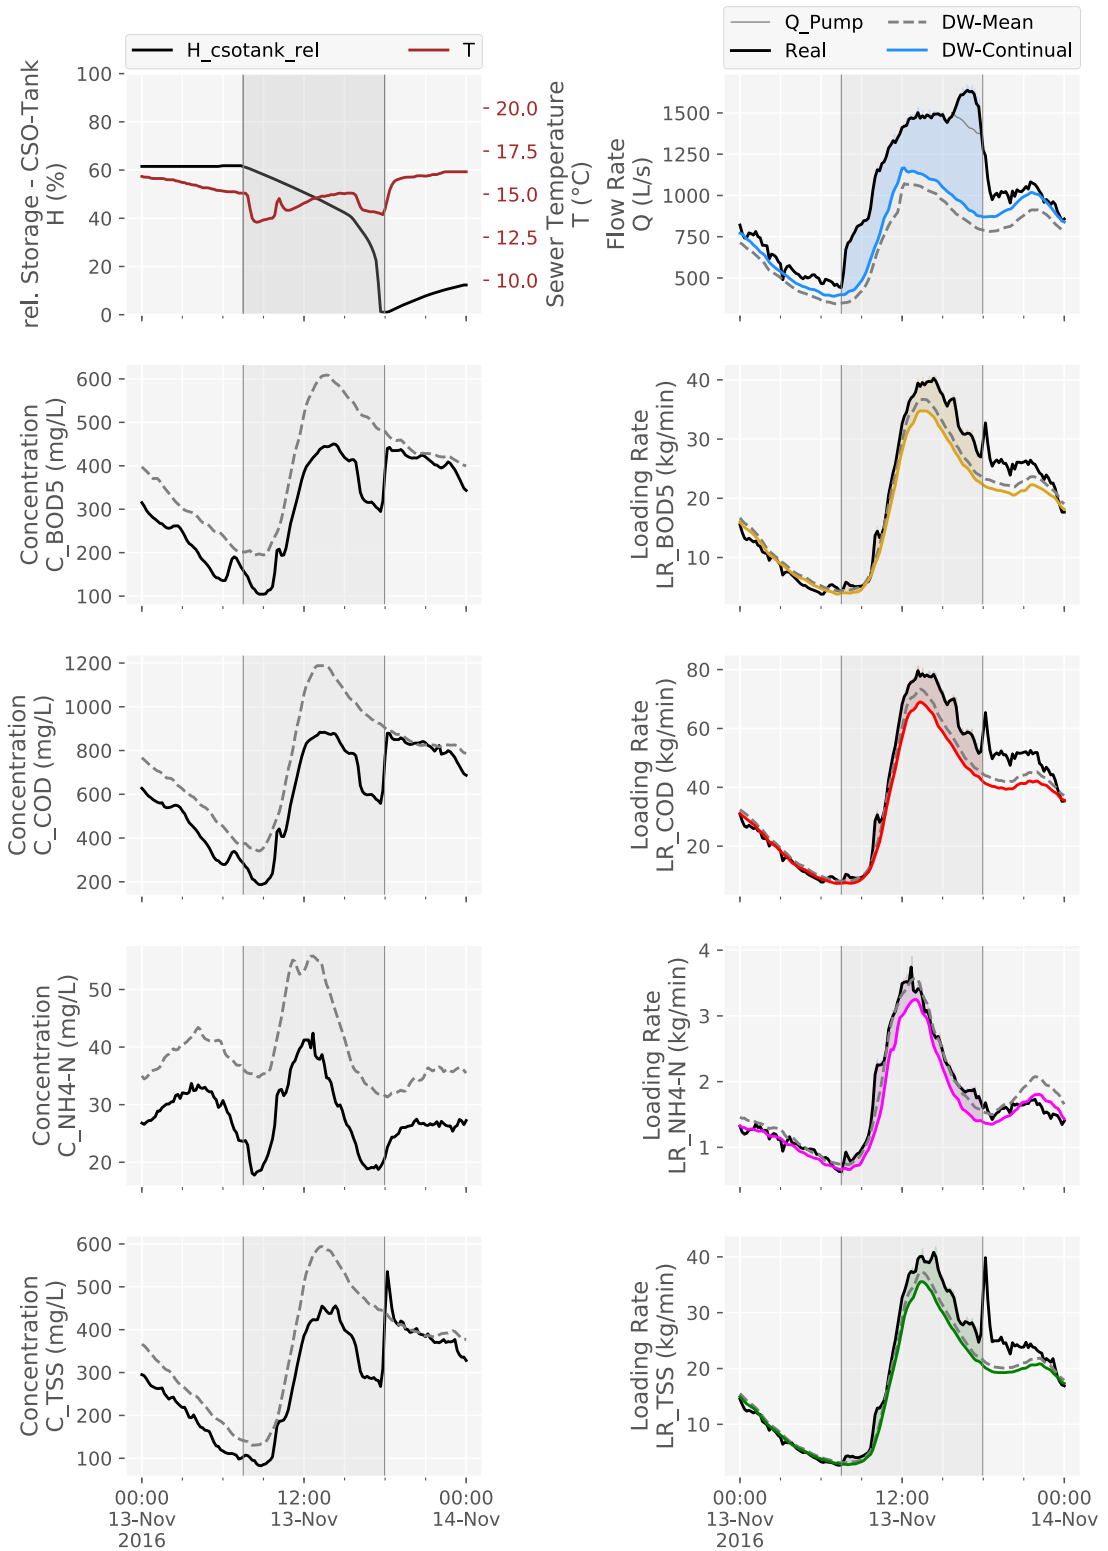 H_csotank_rel T
100
80
60
40
20
0
rel. Storage - CSO-Tank
H (%)
20.0
17.5
15.0
12.5
10.0
Sewer Temperature
T (°C)
Q_Pump DW-Mean
Real DW-Continual
1500
1250
1000
750
500
Flow Rate
Q (L/s)
600
500
400
300
200
100
Concentration
C_BOD5 (mg/L)
40
30
20
10
Loading Rate
LR_BOD5 (kg/min)
1200
1000
800
600
400
200
Concentration
C_COD (mg/L)
80
60
40
20
Loading Rate
LR_COD (kg/min)
50
40
30
20
Concentration
C_NH4-N (mg/L)
4
3
2
1
Loading Rate
LR_NH4-N (kg/min)
600
500
400
300
200
100
Concentration
C_TSS (mg/L)
40
30
20
10
Loading Rate
LR_TSS (kg/min)
00:00 12:00 00:00
13-Nov 13-Nov 14-Nov
2016
00:00 12:00 00:00
13-Nov 13-Nov 14-Nov
2016